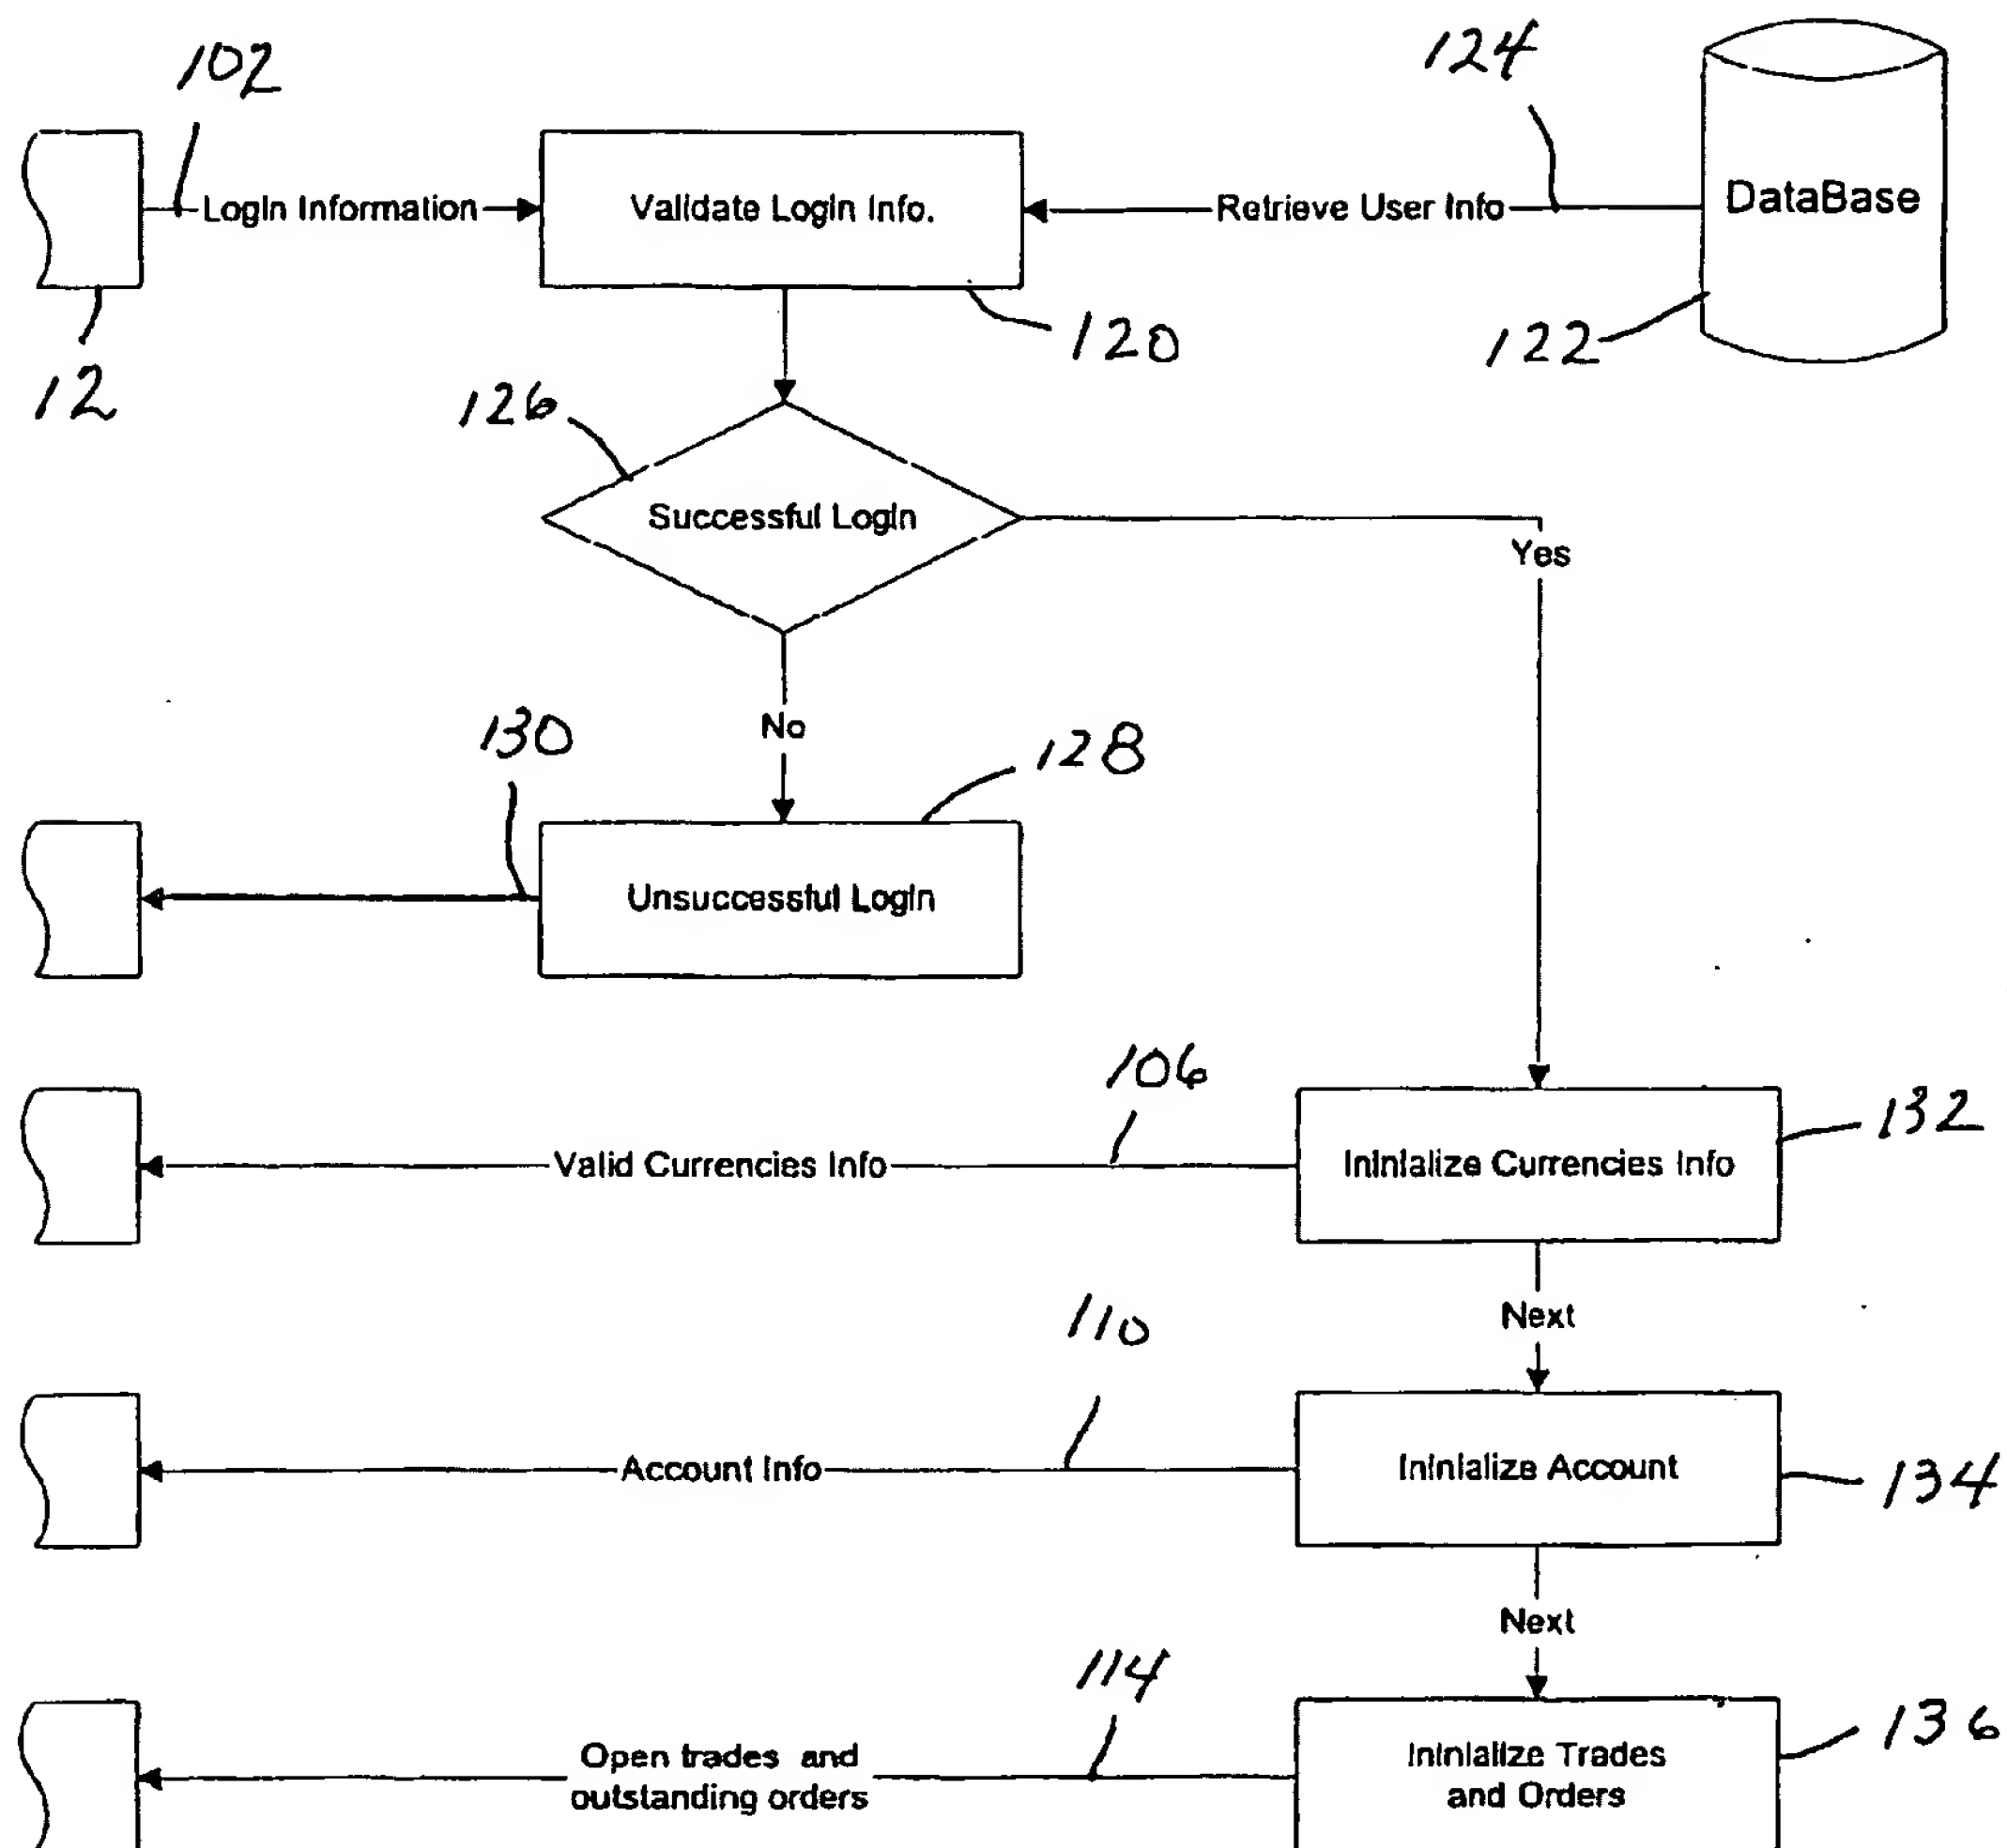 102
124
Login Information
Validate Login Info.
Retrieve User Info
DataBase
12
120
122
126
Successful Login
Yes
No
130
128
Unsuccessful Login
106
132
Valid Currencies Info
Ininialize Currencies Info
Next
110
Account Info
Ininialize Account
134
Next
114
136
Open trades and
outstanding orders
Ininialize Trades
and Orders